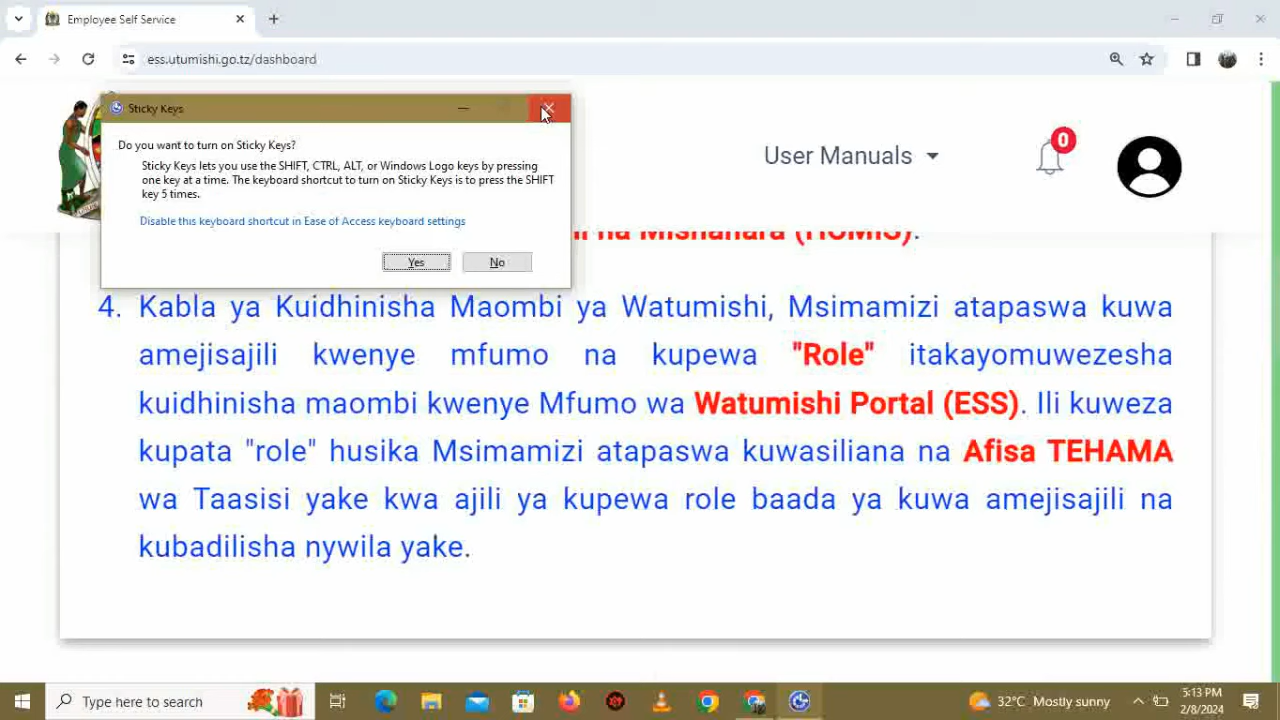 Employee Self Service
ess.utumishi.go.tz/dashboard
Sticky Keys
Do you want to turn on Sticky Keys?
Sticky Keys lets you use the SHIFT, CTRL, ALT, or Windows Logo keys by pressing
one key at a time. The keyboard shortcut to turn on Sticky Keys is to press the SHIFT
key 5 times.
Disable this keyboard shortcut in Ease of Access keyboard settings
Yes No
User Manuals
0
na Mishahara (HCMIS).
4. Kabla ya Kuidhinisha Maombi ya Watumishi, Msimamizi atapaswa kuwa
amejisajili kwenye mfumo na kupewa "Role" itakayomuwezesha
kuidhinisha maombi kwenye Mfumo wa Watumishi Portal (ESS). Ili kuweza
kupata "role" husika Msimamizi atapaswa kuwasiliana na Afisa TEHAMA
wa Taasisi yake kwa ajili ya kupewa role baada ya kuwa amejisajili na
kubadilisha nywila yake.
Type here to search
32°C Mostly sunny
5:13 PM
2/8/2024